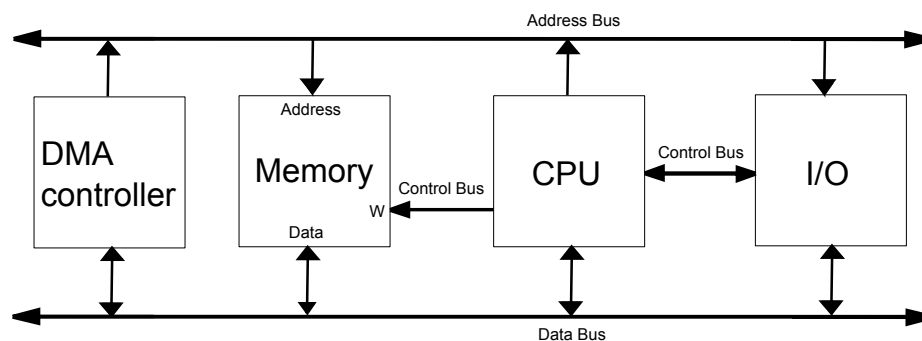 Address Bus
DMA
controller
Address
Memory
Data
W
Control Bus
CPU
Control Bus
I/O
Data Bus